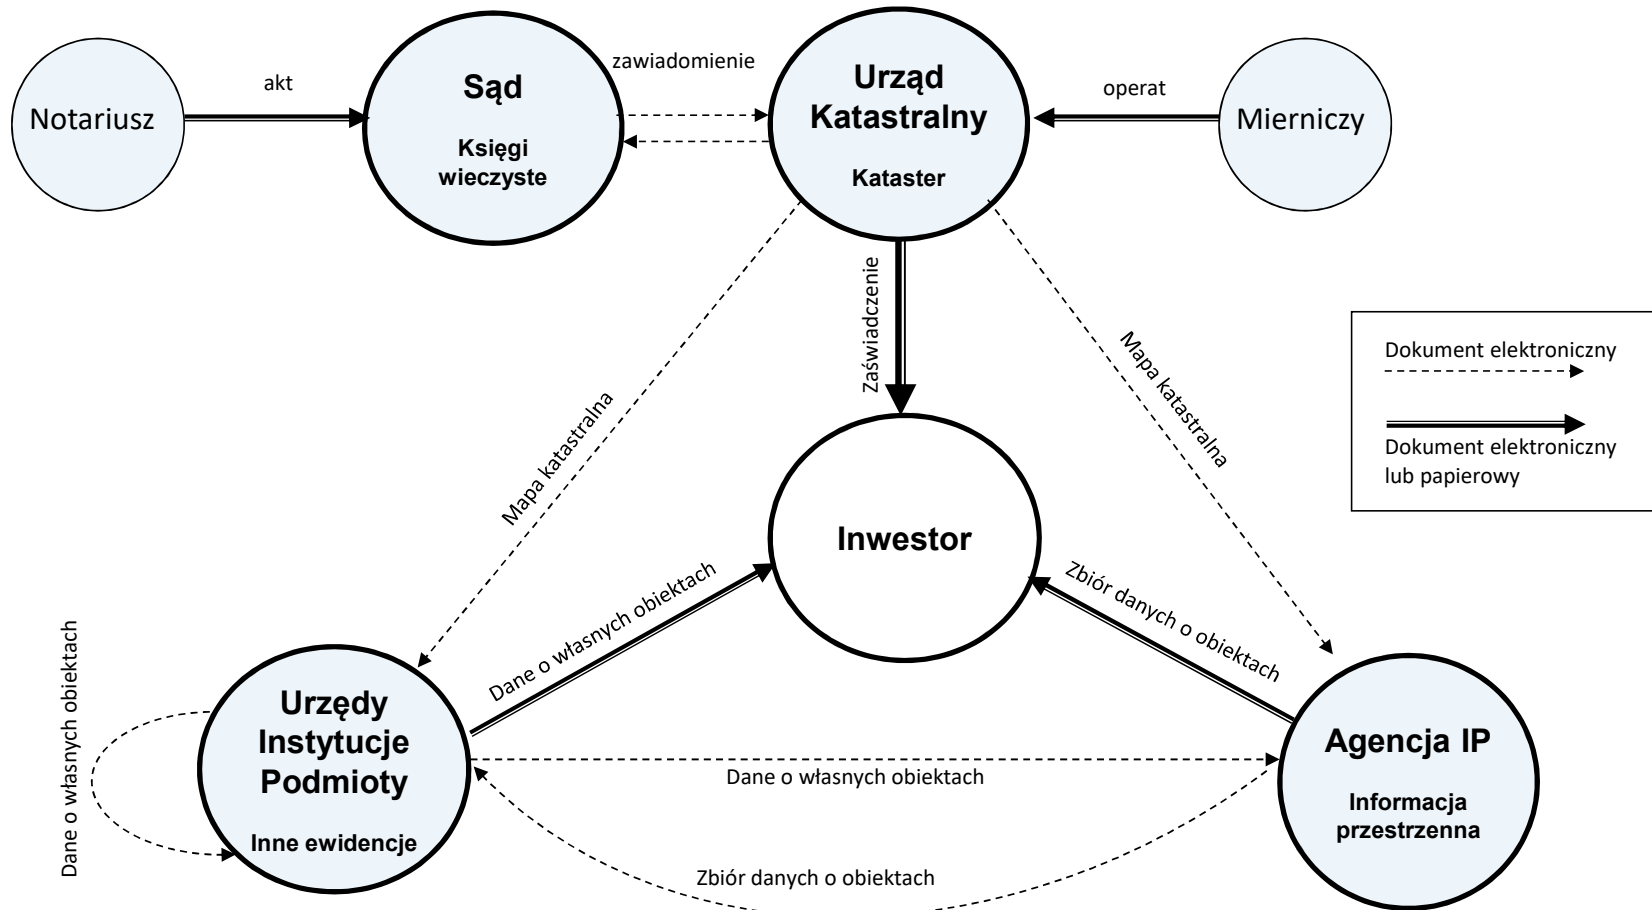 Notariusz
akt
Sąd
Księgi
wieczyste
zawiadomienie
Urząd
Katastralny
Kataster
operat
Mierniczy
Zaświadczenie
Mapa katastralna
Mapa katastralna
Dokument elektroniczny
Dokument elektroniczny
lub papierowy
Inwestor
Dane o własnych obiektach
Zbiór danych o obiektach
Dane o własnych obiektach
Urzędy
Instytucje
Podmioty
Inne ewidencje
Dane o własnych obiektach
Agencja IP
Informacja
przestrzenna
Zbiór danych o obiektach